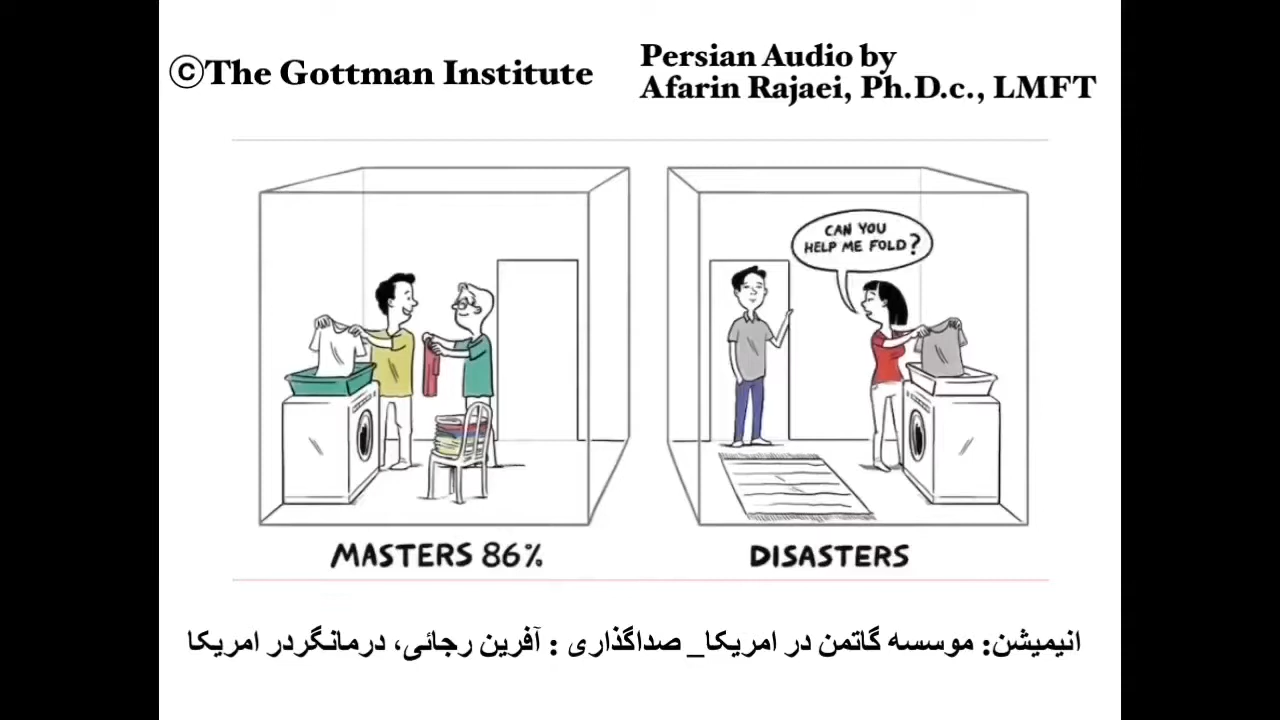 ©The Gottman Institute
Persian Audio by
Afarin Rajaei, Ph.D.c., LMFT
CAN YOU
HELP ME FOLD?
MASTERS 86%
DISASTERS
انیمیشن: موسسه گاتمن در امریکا_ صداگذاری : آفرین رجائی، درمانگردر امریکا